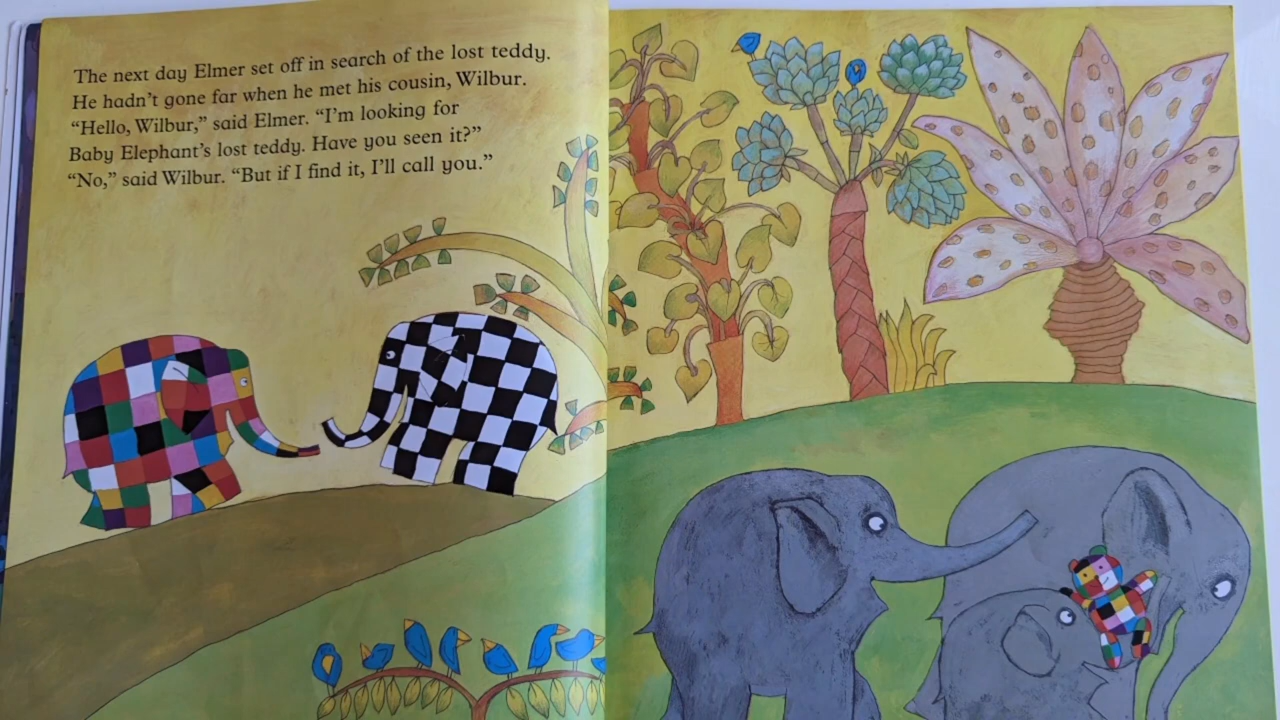 The next day Elmer set off in search of the lost teddy.
He hadn't gone far when he met his cousin, Wilbur.
“Hello, Wilbur,” said Elmer. “I'm looking for
Baby Elephant's lost teddy. Have you seen it?”
“No,” said Wilbur. “But if I find it, I'll call you.”